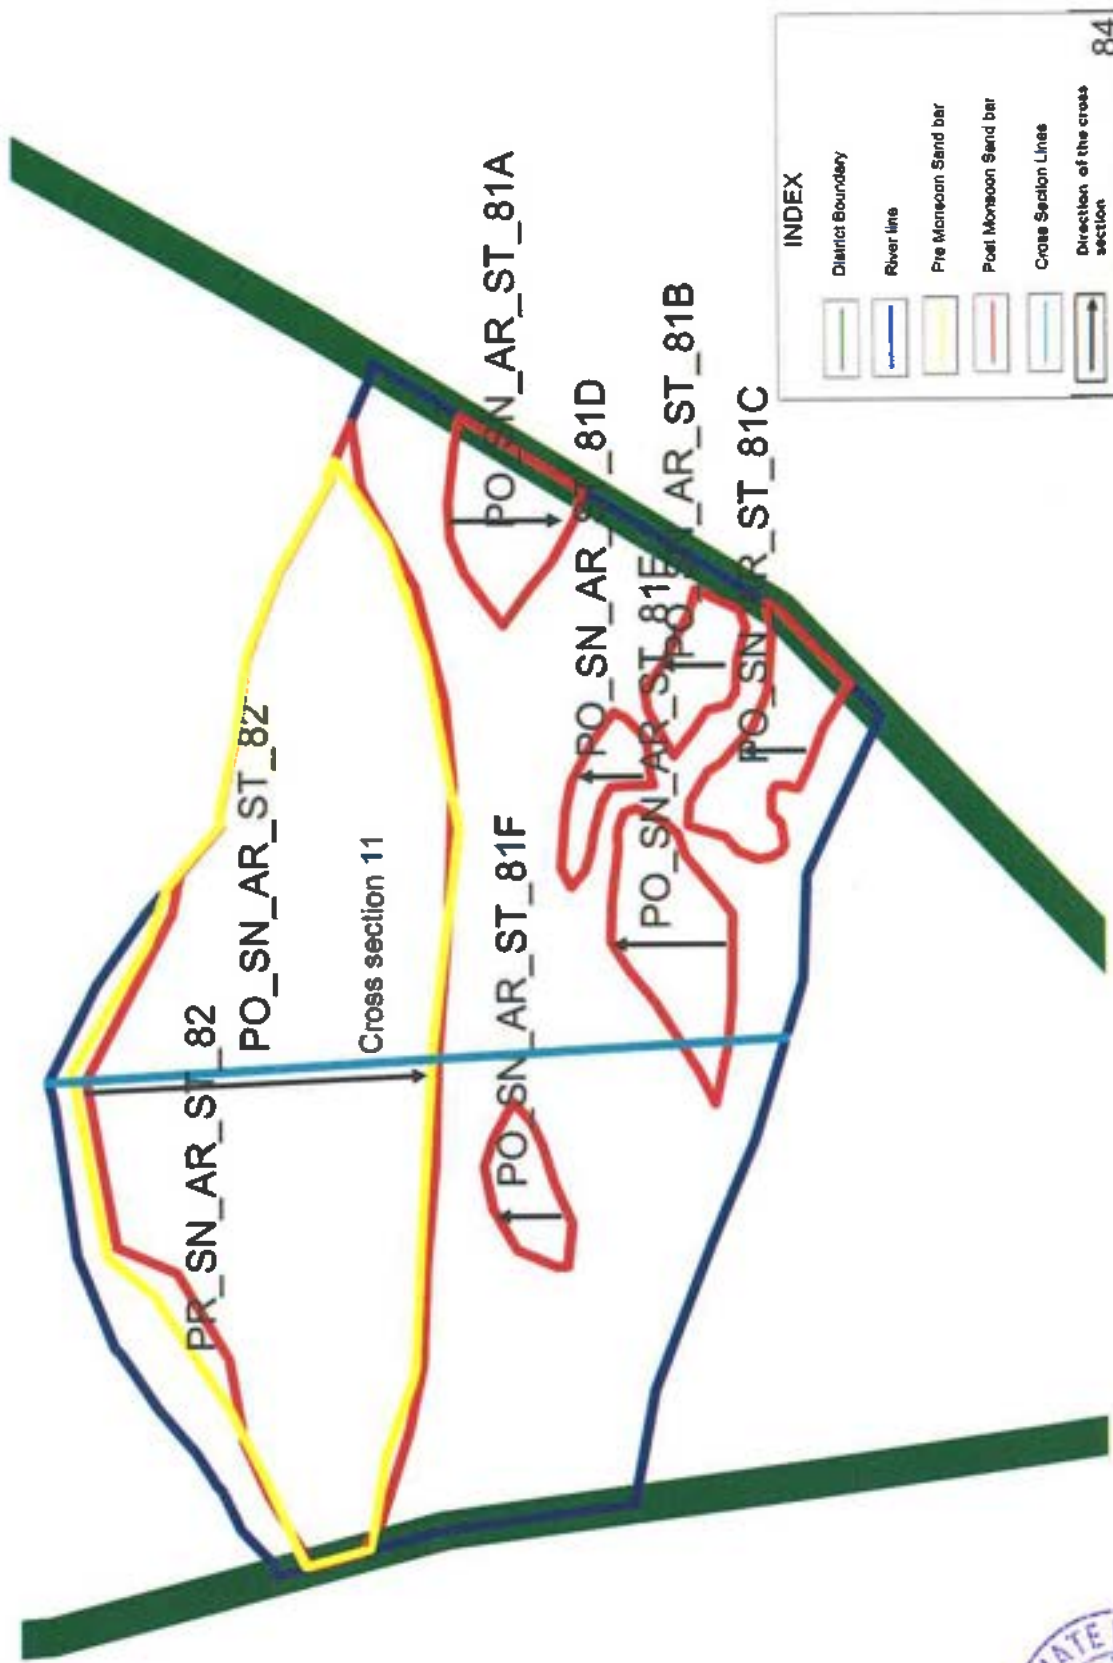 PO_SN_AR_ST_81A
PO_SN_AR_ST_81D
PO_SN_AR_ST_81B
PO_SN_AR_ST_81E
PO_SN_AR_ST_81C
PO_SN_AR_ST_82
PR_SN_AR_ST_82
Cross section 11
PO_SN_AR_ST_81F
INDEX
District Boundary
River line
Pre Monsoon Sand bar
Post Monsoon Sand bar
Cross Section Lines
Direction of the cross
section
84